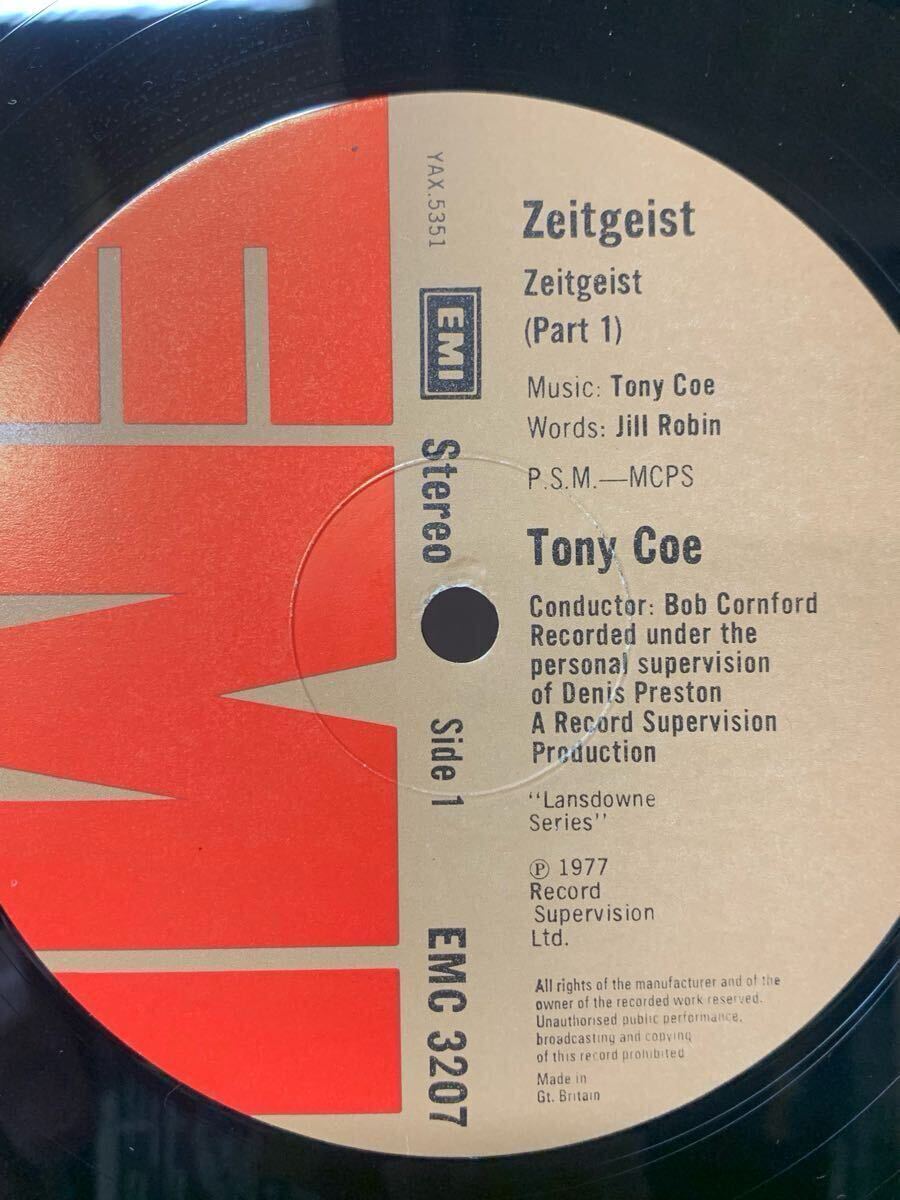 YAX.5351
EMI
Stereo
Side 1
EMC 3207
Zeitgeist
Zeitgeist
(Part 1)
Music: Tony Coe
Words: Jill Robin
P.S.M.—MCPS
Tony Coe
Conductor: Bob Cornford
Recorded under the
personal supervision
of Denis Preston
A Record Supervision
Production
"Lansdowne
Series"
℗ 1977
Record
Supervision
Ltd.
All rights of the manufacturer and of the
owner of the recorded work reserved.
Unauthorised public performance,
broadcasting and copying
of this record prohibited
Made in
Gt. Britain